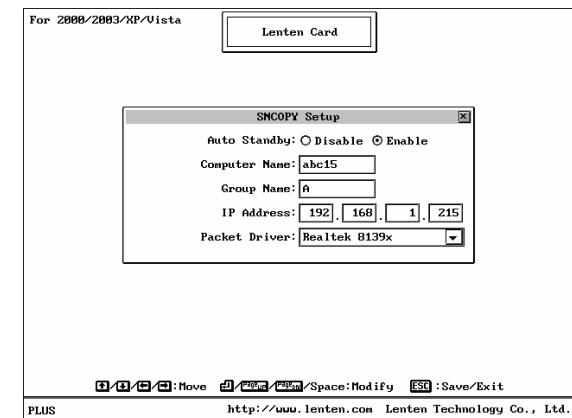 For 2000/2003/XP/Vista
Lenten Card
SNCOPY Setup
Auto Standby: Disable Enable
Computer Name: abc15
Group Name: A
IP Address: 192 . 168 . 1 . 215
Packet Driver: Realtek 8139x
↑/↓/←/→:Move ↵/PageUp/PageDn/Space:Modify ESC :Save/Exit
PLUS http://www.lenten.com Lenten Technology Co., Ltd.